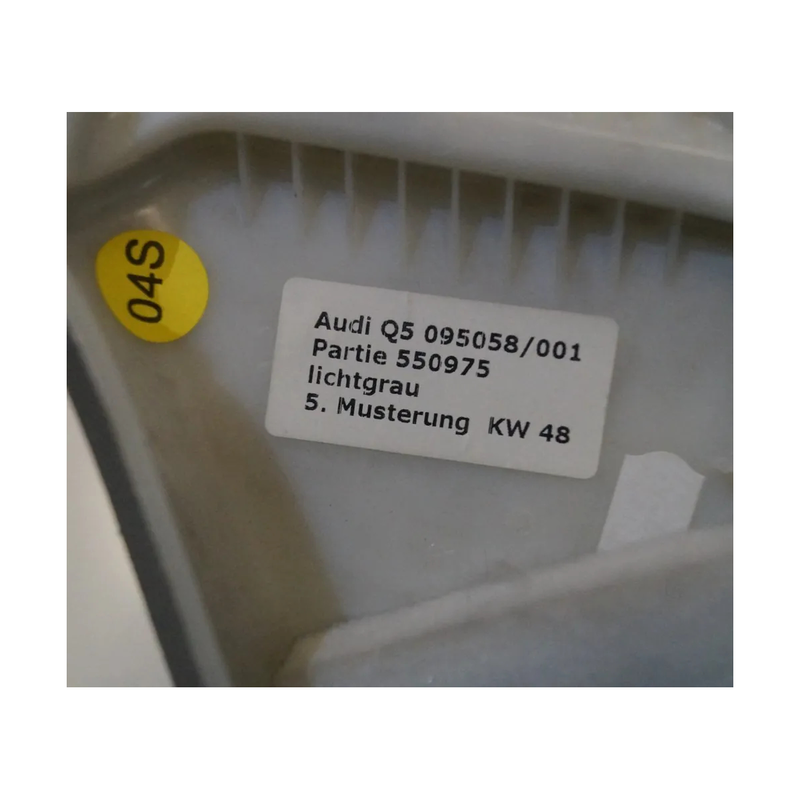 04S
Audi Q5 095058/001
Partie 550975
lichtgrau
5. Musterung KW 48